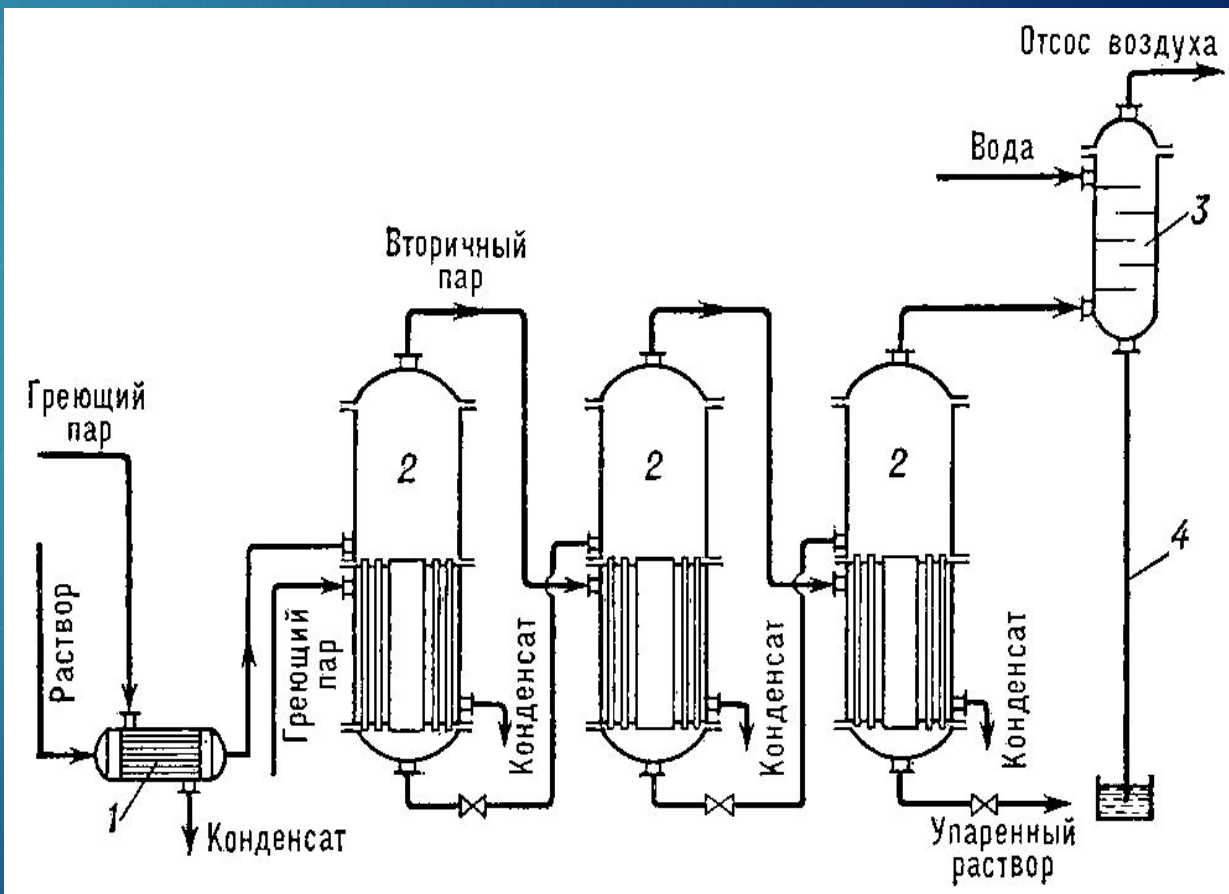 Отсос воздуха
Вода
3
Вторичный
пар
Греющий
пар
2
2
2
4
Раствор
Греющий
пар
Конденсат
Конденсат
Конденсат
1
Конденсат
Упаренный
раствор